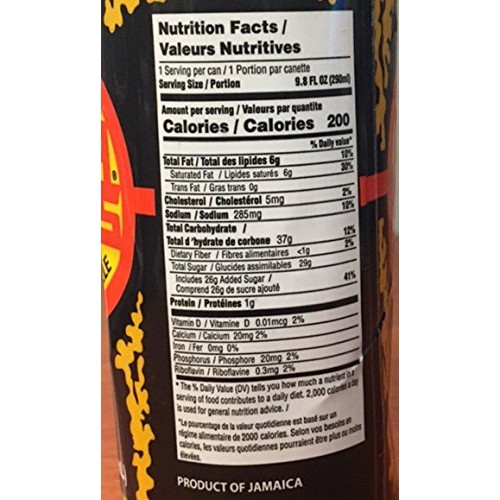 Nutrition Facts /
Valeurs Nutritives
1 Serving per can / 1 Portion par canette
Serving Size / Portion 9.8 FL OZ (290ml)
Amount per serving / Valeurs par quantite
Calories / Calories 200
% Daily value*
Total Fat / Total des lipides 6g 10%
Saturated Fat / Lipides saturés 6g 30%
Trans Fat / Gras trans 0g
Cholesterol / Cholestérol 5mg 2%
Sodium / Sodium 285mg 10%
Total Carbohydrate /
Total d'hydrate de corbone 37g 12%
Dietary Fiber / Fibres alimentaires <1g 2%
Total Sugar / Glucides assimilables 29g
Includes 26g Added Sugar /
Comprend 26g de sucre ajouté 41%
Protein / Protéines 1g
Vitamin D / Vitamine D 0.01mcg 2%
Calcium / Calcium 20mg 2%
Iron / Fer 0mg 0%
Phosphorus / Phosphore 20mg 2%
Riboflavin / Riboflavine 0.3mg 2%
*The % Daily Value (DV) tells you how much a nutrient in a
serving of food contributes to a daily diet. 2,000 calories a day
is used for general nutrition advice. /
*Le pourcentage de la valeur quotidienne est basé sur un
régime alimentaire de 2000 calories. Selon vos besoins en
calories, les valeurs quotidiennes pourraient être plus ou moins
élevées.
PRODUCT OF JAMAICA